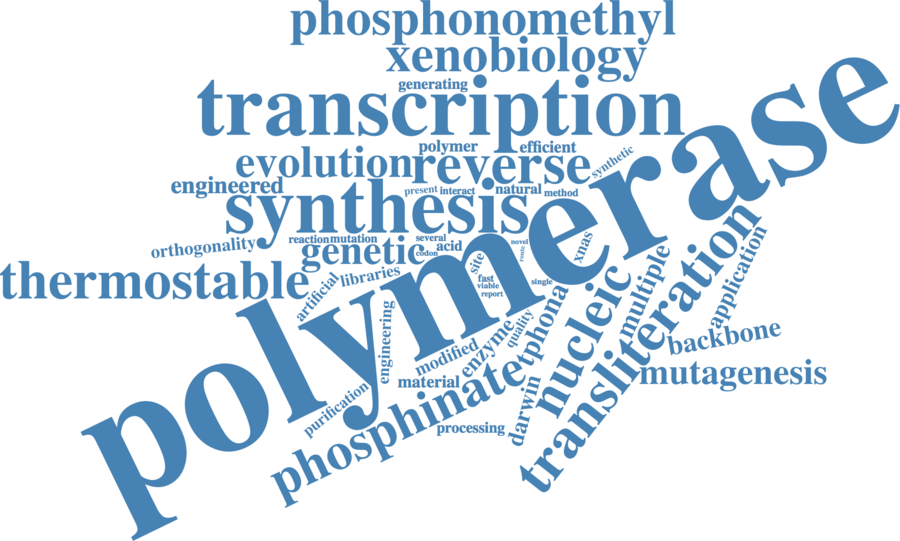 phosphonomethyl
xenobiology
generating
transcription
polymer
efficient
evolution
reverse
synthetic
engineered
present
interact
natural
method
synthesis
polymerase
orthogonality
reaction
mutation
several
novel
genetic
codon
acid
route
xnas
thermostable
artificial
libraries
site
fast
viable
report
single
engineering
quality
tphona
nucleic
multiple
transliteration
application
modified
enzyme
backbone
material
phosphinate
mutagenesis
purification
darwin
processing